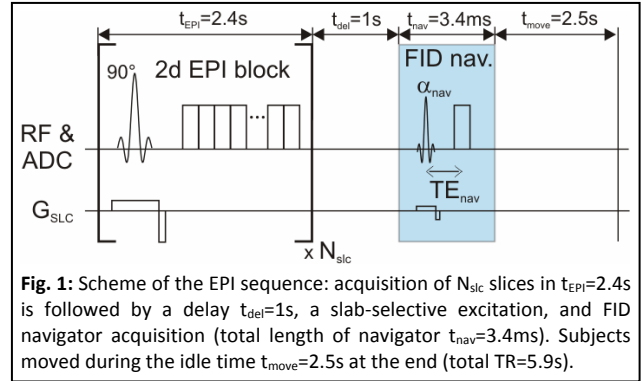 t_EPI=2.4s t_del=1s t_nav=3.4ms t_move=2.5s
FID nav.
90° 2d EPI block
α_nav
...
RF &
ADC
TE_nav
G_SLC
x N_slc
Fig. 1: Scheme of the EPI sequence: acquisition of N_slc slices in t_EPI=2.4s
is followed by a delay t_del=1s, a slab-selective excitation, and FID
navigator acquisition (total length of navigator t_nav=3.4ms). Subjects
moved during the idle time t_move=2.5s at the end (total TR=5.9s).